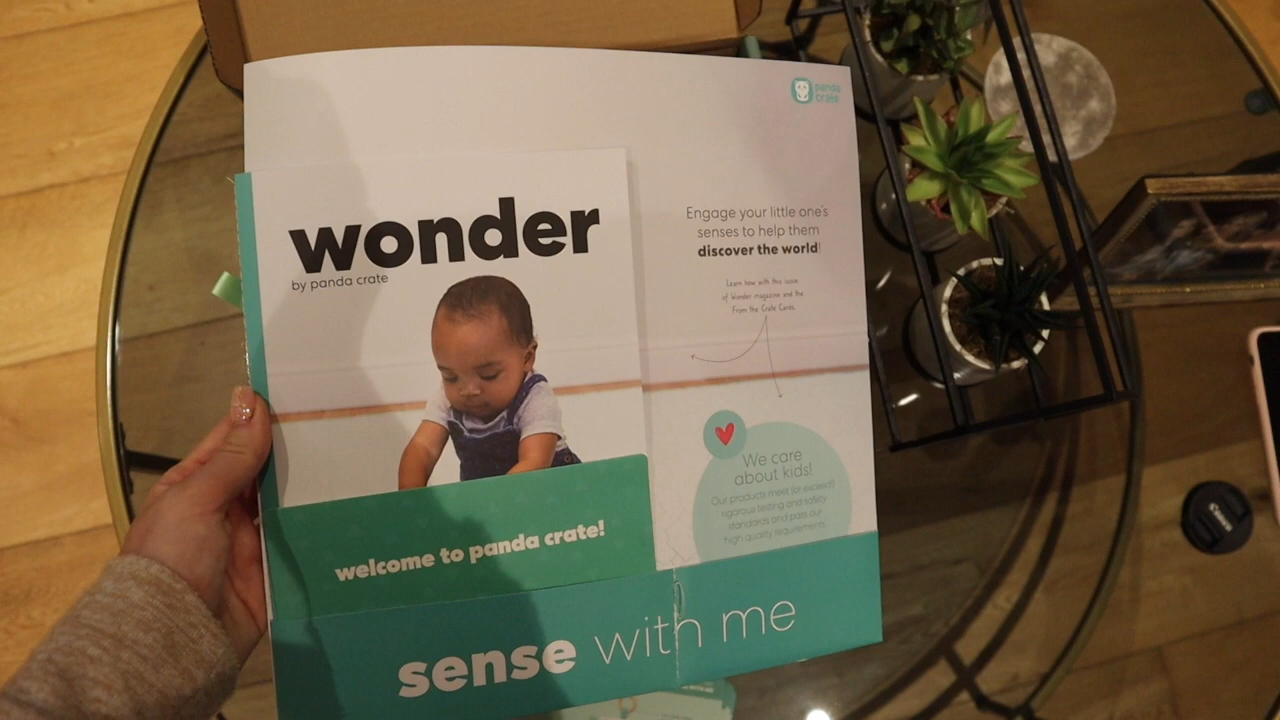 panda
crate
wonder
by panda crate
Engage your little one's
senses to help them
discover the world!
Learn how with this issue
of Wonder magazine and the
From the Crate Cards.
We care
about kids!
Our products meet (or exceed)
rigorous testing and safety
standards and pass our
high quality requirements.
welcome to panda crate!
sense with me
Canon